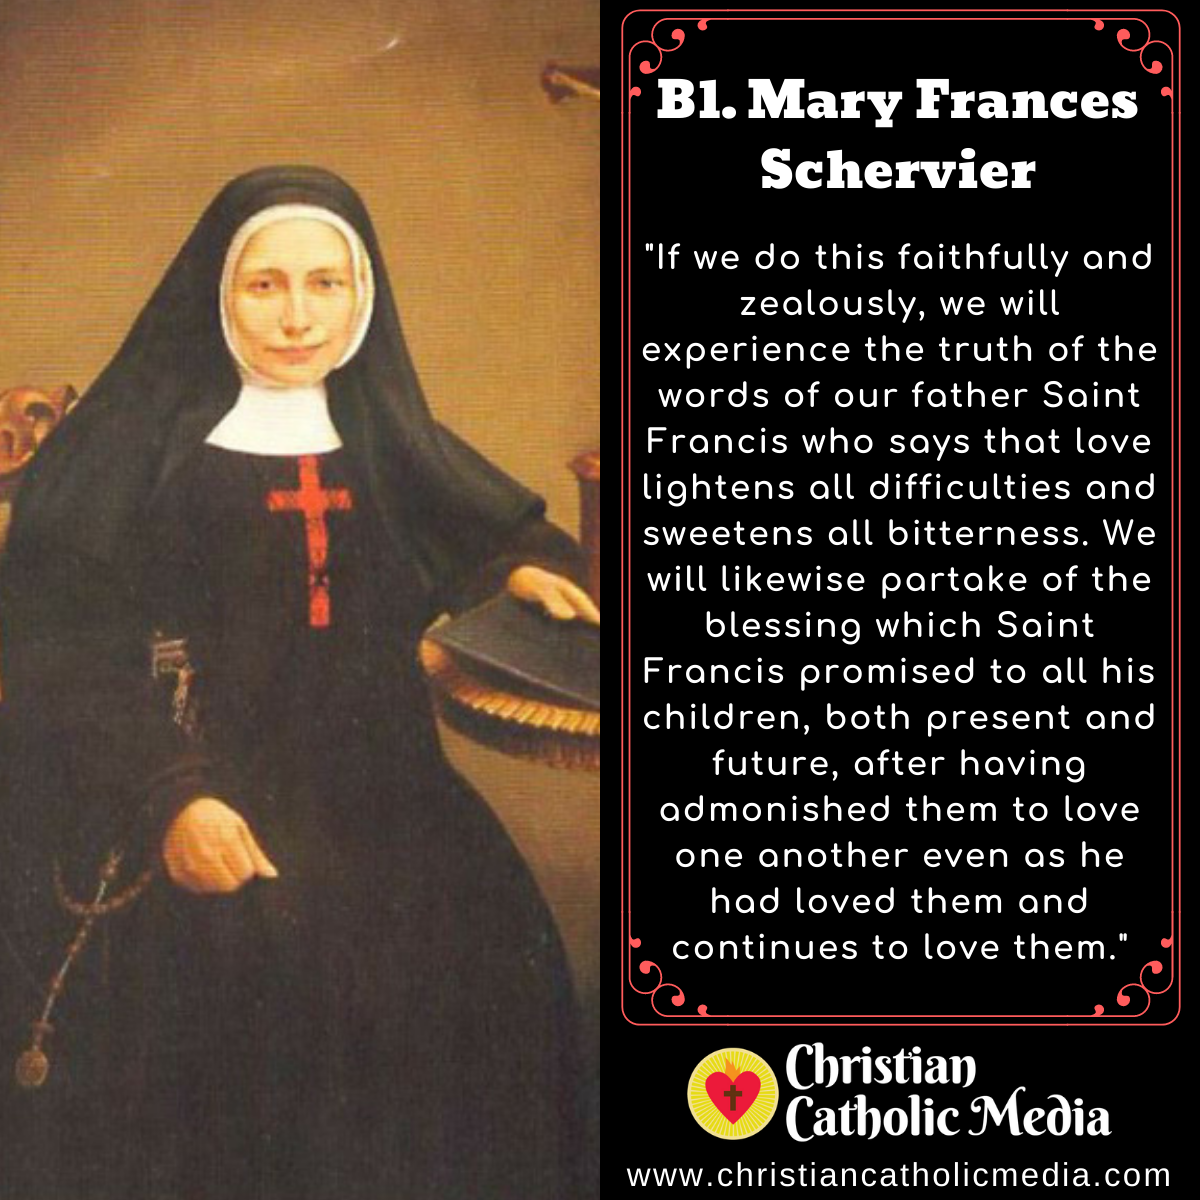 Bl. Mary Frances
Schervier
"If we do this faithfully and
zealously, we will
experience the truth of the
words of our father Saint
Francis who says that love
lightens all difficulties and
sweetens all bitterness. We
will likewise partake of the
blessing which Saint
Francis promised to all his
children, both present and
future, after having
admonished them to love
one another even as he
had loved them and
continues to love them."
Christian
Catholic Media
www.christiancatholicmedia.com